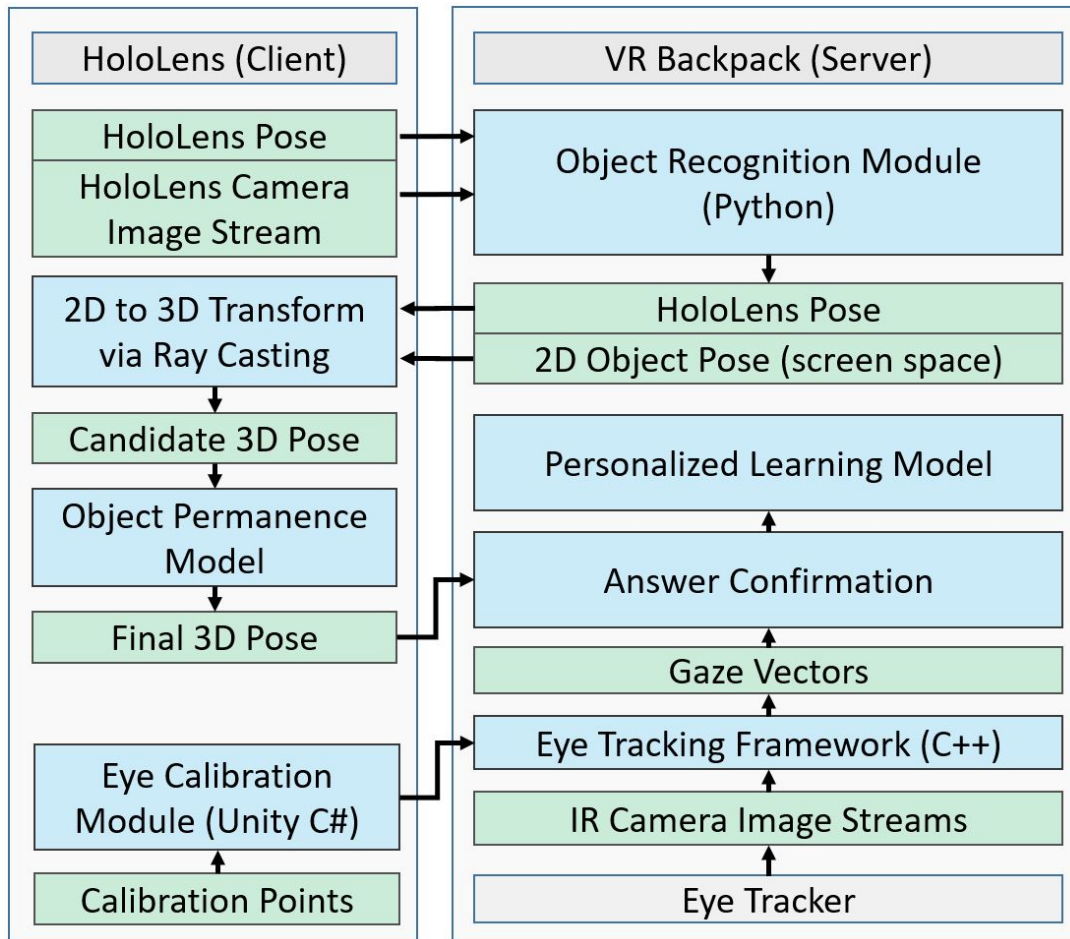 HoloLens (Client)
HoloLens Pose
HoloLens Camera
Image Stream
2D to 3D Transform
via Ray Casting
Candidate 3D Pose
Object Permanence
Model
Final 3D Pose
Eye Calibration
Module (Unity C#)
Calibration Points
VR Backpack (Server)
Object Recognition Module
(Python)
HoloLens Pose
2D Object Pose (screen space)
Personalized Learning Model
Answer Confirmation
Gaze Vectors
Eye Tracking Framework (C++)
IR Camera Image Streams
Eye Tracker